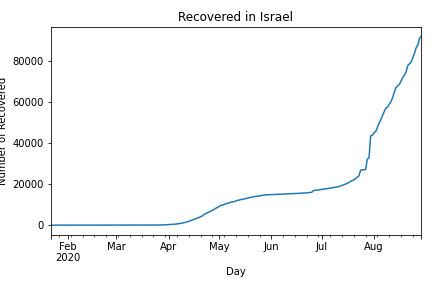 Recovered in Israel
Number of Recovered
80000
60000
40000
20000
0
Feb Mar Apr May Jun Jul Aug
2020
Day